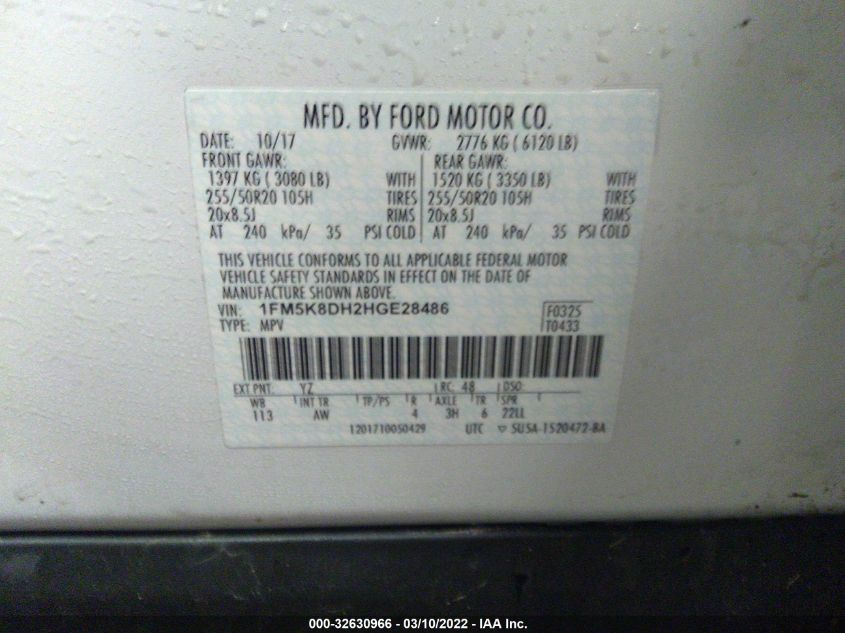 MFD. BY FORD MOTOR CO.
DATE: 10/17 GVWR: 2776 KG ( 6120 LB)
FRONT GAWR: REAR GAWR:
1397 KG ( 3080 LB) WITH 1520 KG ( 3350 LB) WITH
255/50R20 105H TIRES 255/50R20 105H TIRES
20x8.5J RIMS 20x8.5J RIMS
AT 240 kPa/ 35 PSI COLD AT 240 kPa/ 35 PSI COLD
THIS VEHICLE CONFORMS TO ALL APPLICABLE FEDERAL MOTOR
VEHICLE SAFETY STANDARDS IN EFFECT ON THE DATE OF
MANUFACTURE SHOWN ABOVE.
VIN: 1FM5K8DH2HGE28486 F0325
TYPE: MPV T0433
EXT PNT: YZ RC: 48 DSO:
WB INT TR TP/PS R AXLE TR SPR
113 AW 4 3H 6 22LL
1201710050429 UTC ▽ SU5A-1520472-BA
000-32630966 - 03/10/2022 - IAA Inc.